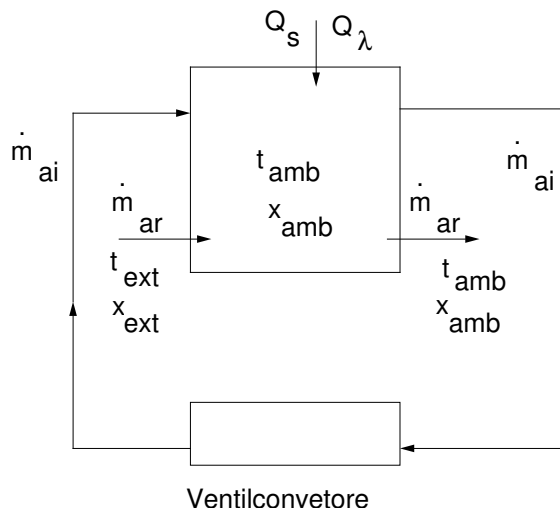 Q_s Q_λ
ṁ_ai
t_amb
x_amb
ṁ_ai
ṁ_ar
ṁ_ar
t_ext
x_ext
t_amb
x_amb
Ventilconvetore